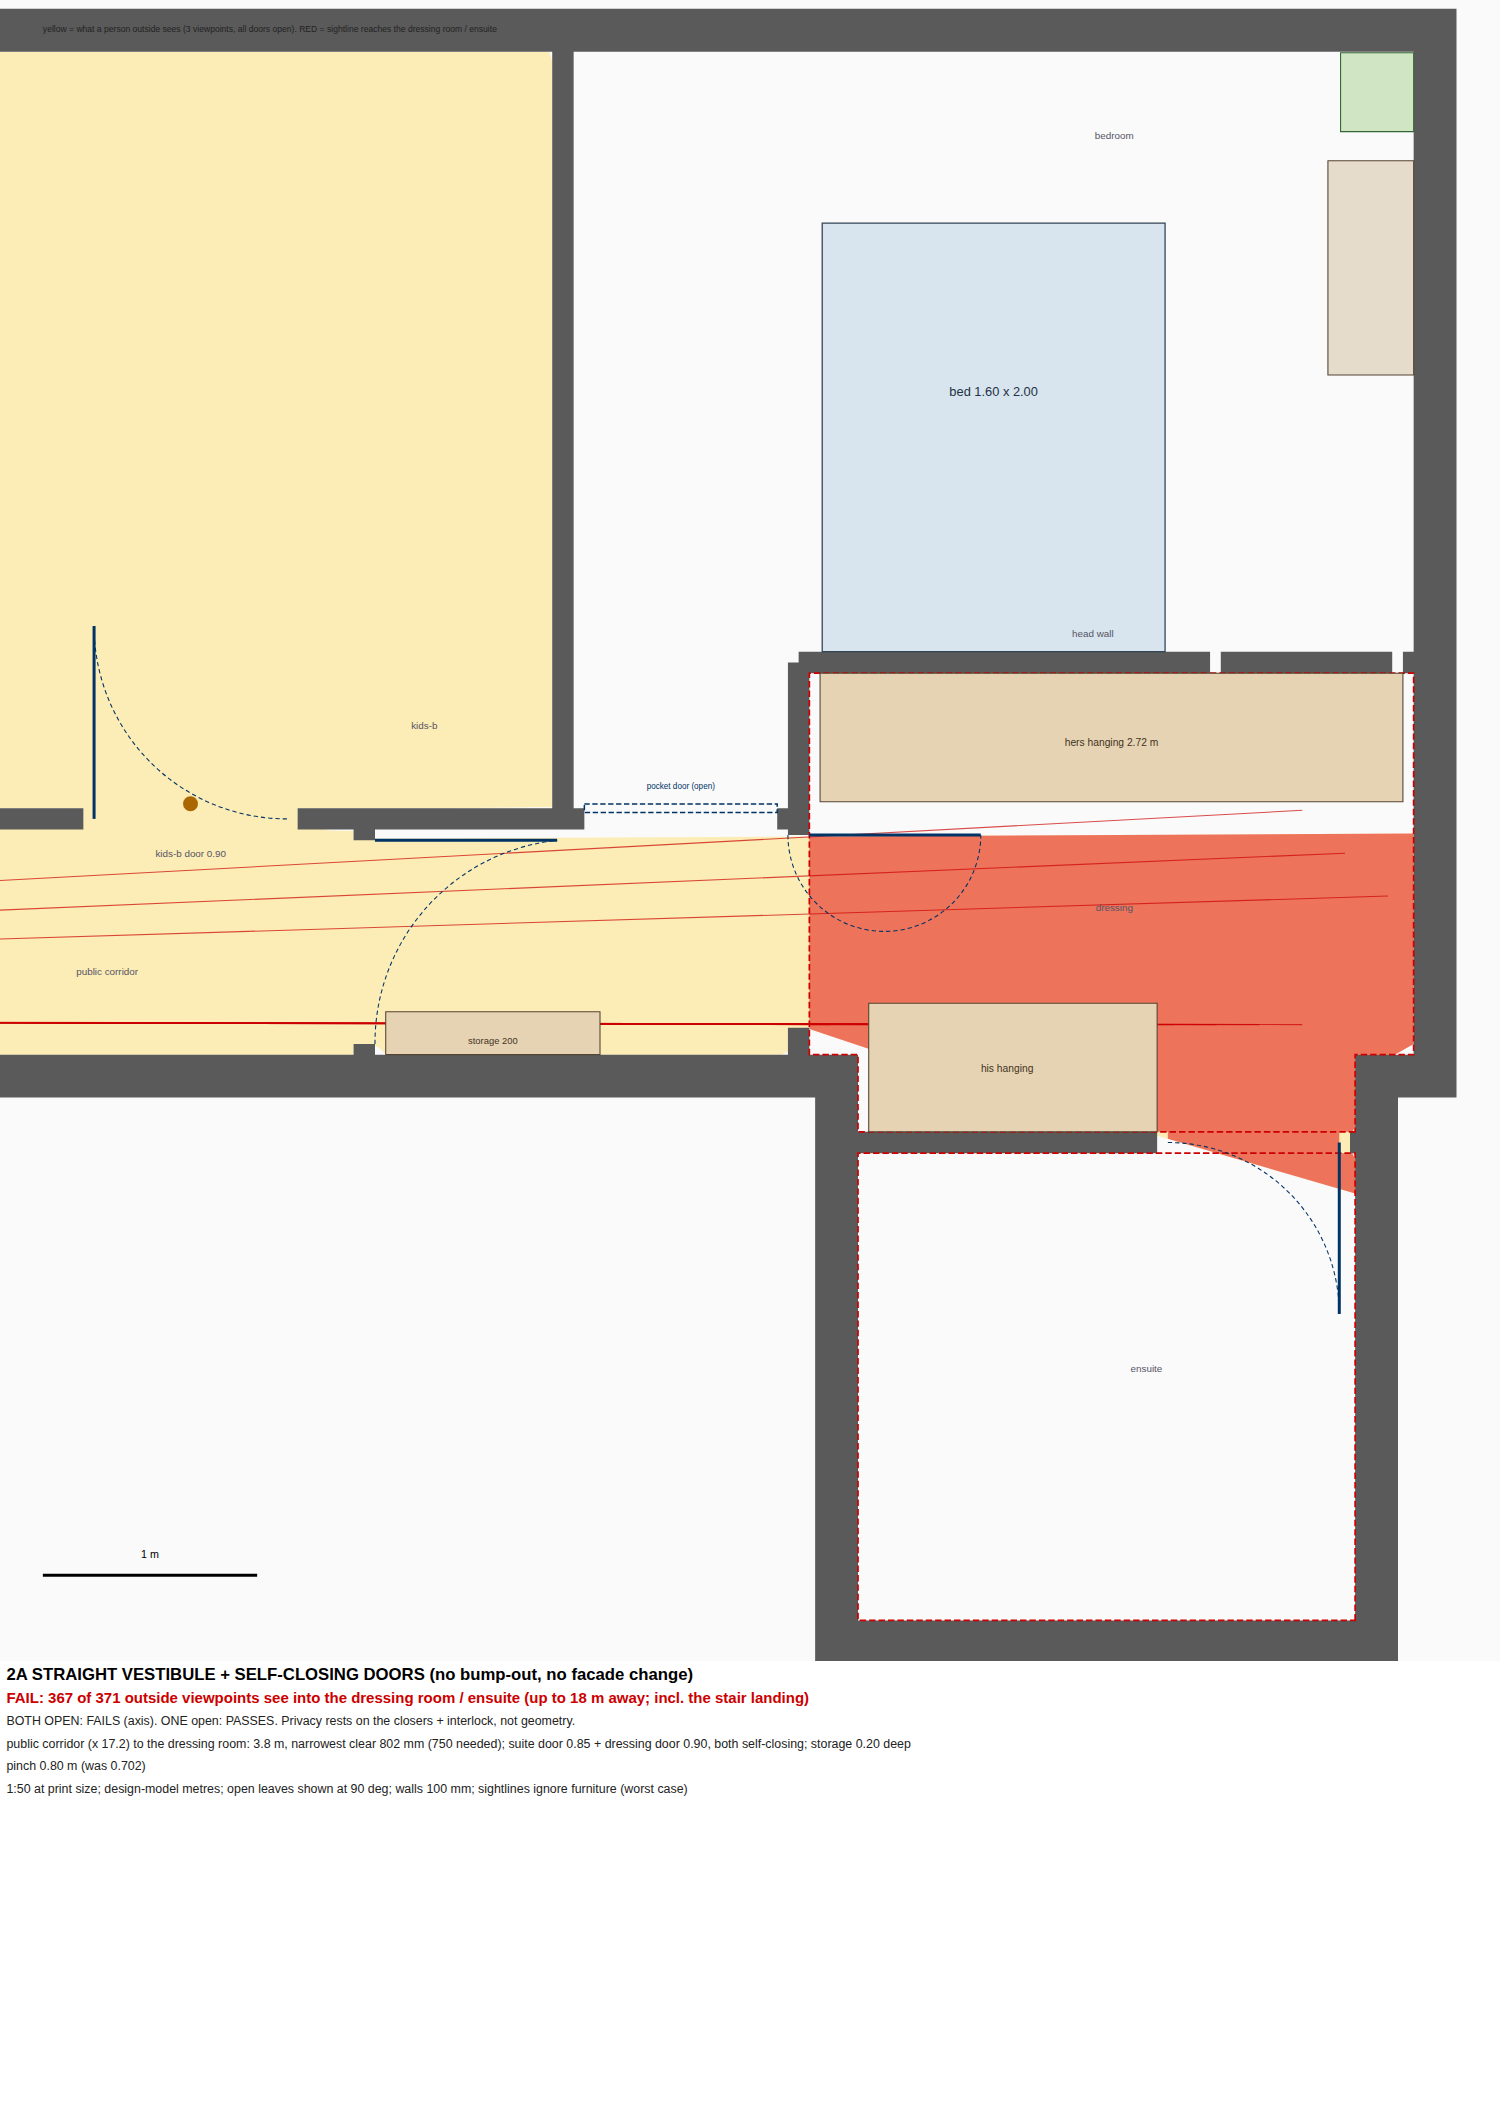 yellow = what a person outside sees (3 viewpoints, all doors open). RED = sightline reaches the dressing room / ensuite
bedroom
bed 1.60 x 2.00
head wall
kids-b
hers hanging 2.72 m
pocket door (open)
kids-b door 0.90
dressing
public corridor
storage 200
his hanging
ensuite
1 m
2A STRAIGHT VESTIBULE + SELF-CLOSING DOORS (no bump-out, no facade change)
FAIL: 367 of 371 outside viewpoints see into the dressing room / ensuite (up to 18 m away; incl. the stair landing)
BOTH OPEN: FAILS (axis). ONE open: PASSES. Privacy rests on the closers + interlock, not geometry.
public corridor (x 17.2) to the dressing room: 3.8 m, narrowest clear 802 mm (750 needed); suite door 0.85 + dressing door 0.90, both self-closing; storage 0.20 deep
pinch 0.80 m (was 0.702)
1:50 at print size; design-model metres; open leaves shown at 90 deg; walls 100 mm; sightlines ignore furniture (worst case)